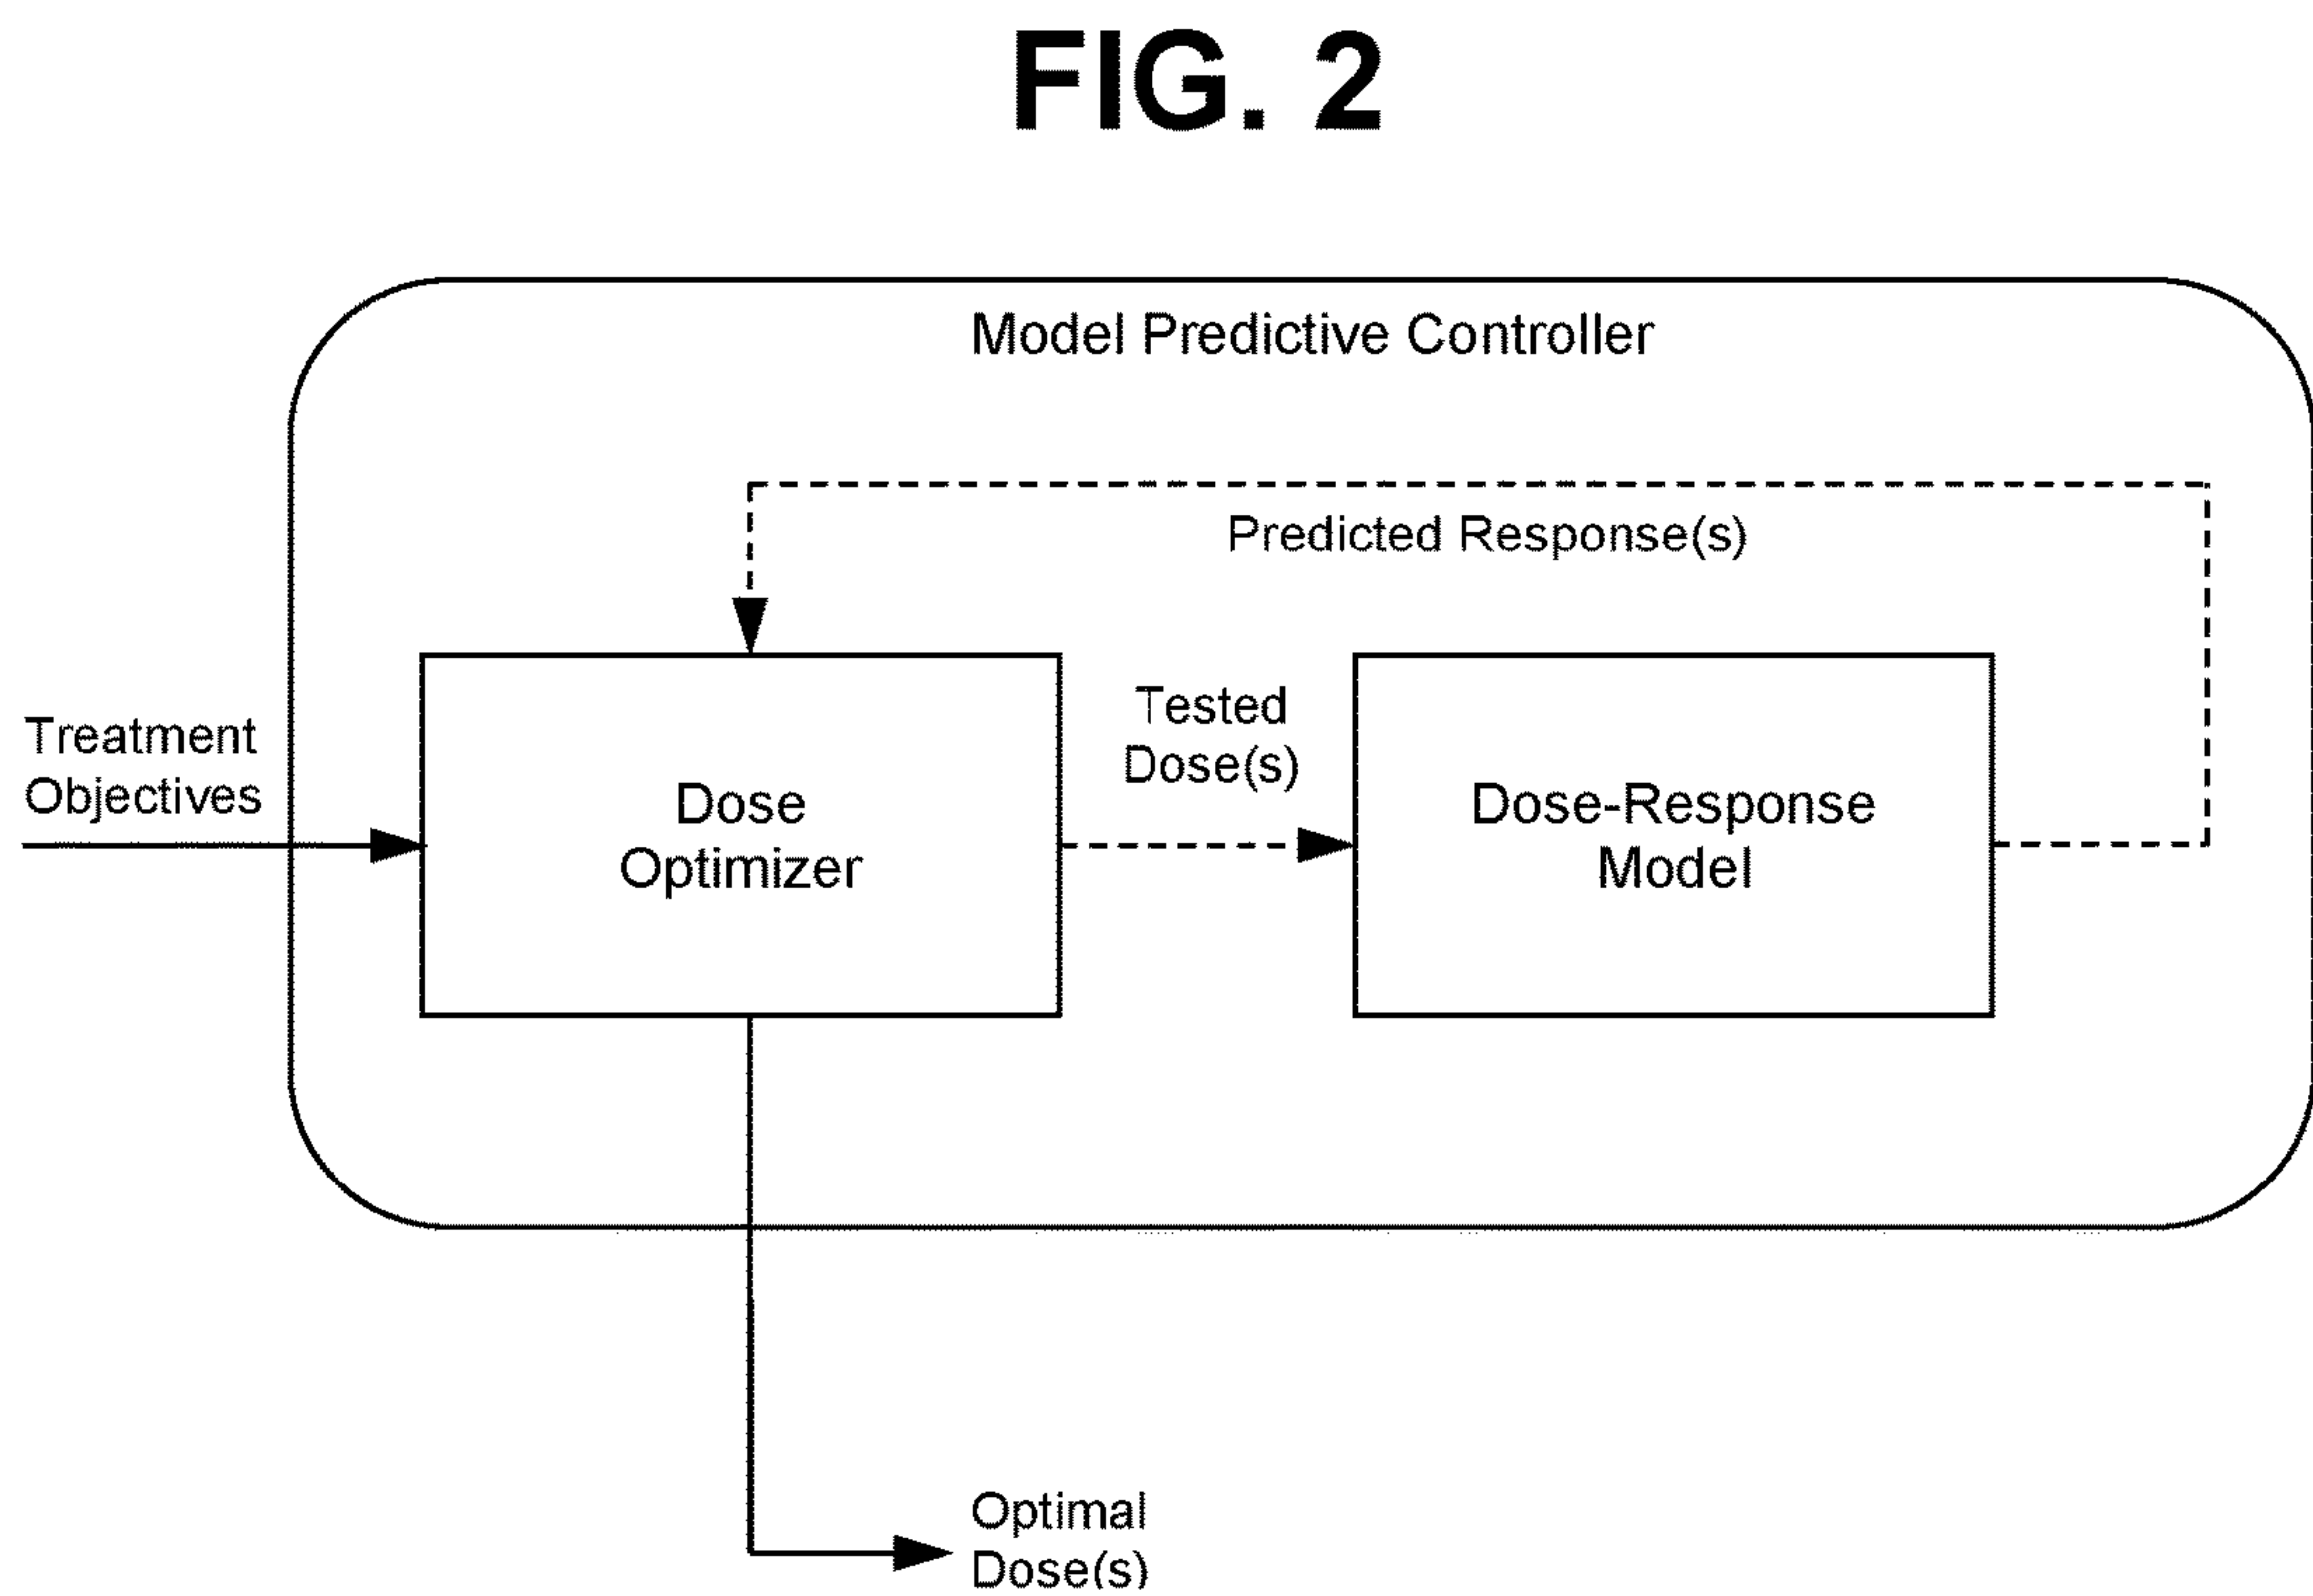 FIG. 2
Model Predictive Controller
Predicted Response(s)
Treatment
Objectives
Dose
Optimizer
Tested
Dose(s)
Dose-Response
Model
Optimal
Dose(s)